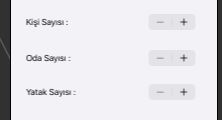 Kişi Sayısı :
Oda Sayısı :
Yatak Sayısı :